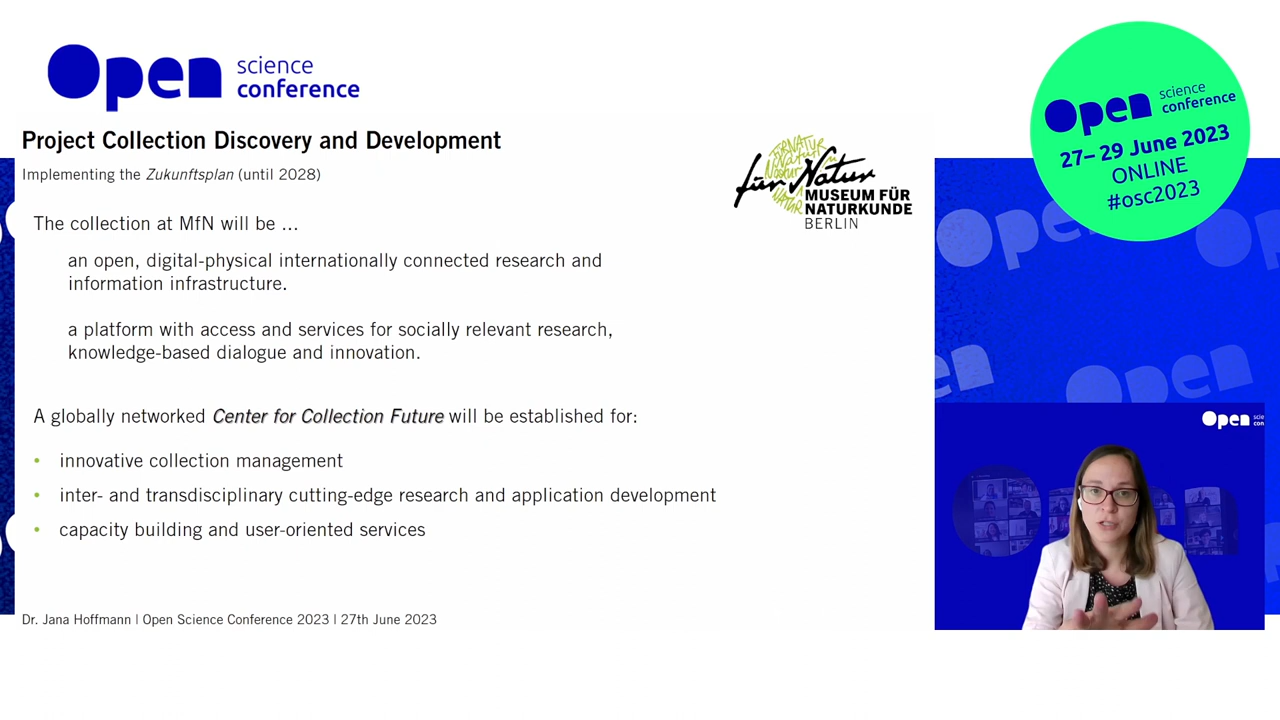 Open science conference
Project Collection Discovery and Development
Implementing the Zukunftsplan (until 2028)
The collection at MfN will be ...
an open, digital-physical internationally connected research and
information infrastructure.
a platform with access and services for socially relevant research,
knowledge-based dialogue and innovation.
A globally networked Center for Collection Future will be established for:
• innovative collection management
• inter- and transdisciplinary cutting-edge research and application development
• capacity building and user-oriented services
Dr. Jana Hoffmann | Open Science Conference 2023 | 27th June 2023
für Natur
MUSEUM FÜR
NATURKUNDE
BERLIN
Open science conference
27– 29 June 2023
ONLINE
#osc2023
Open
Open